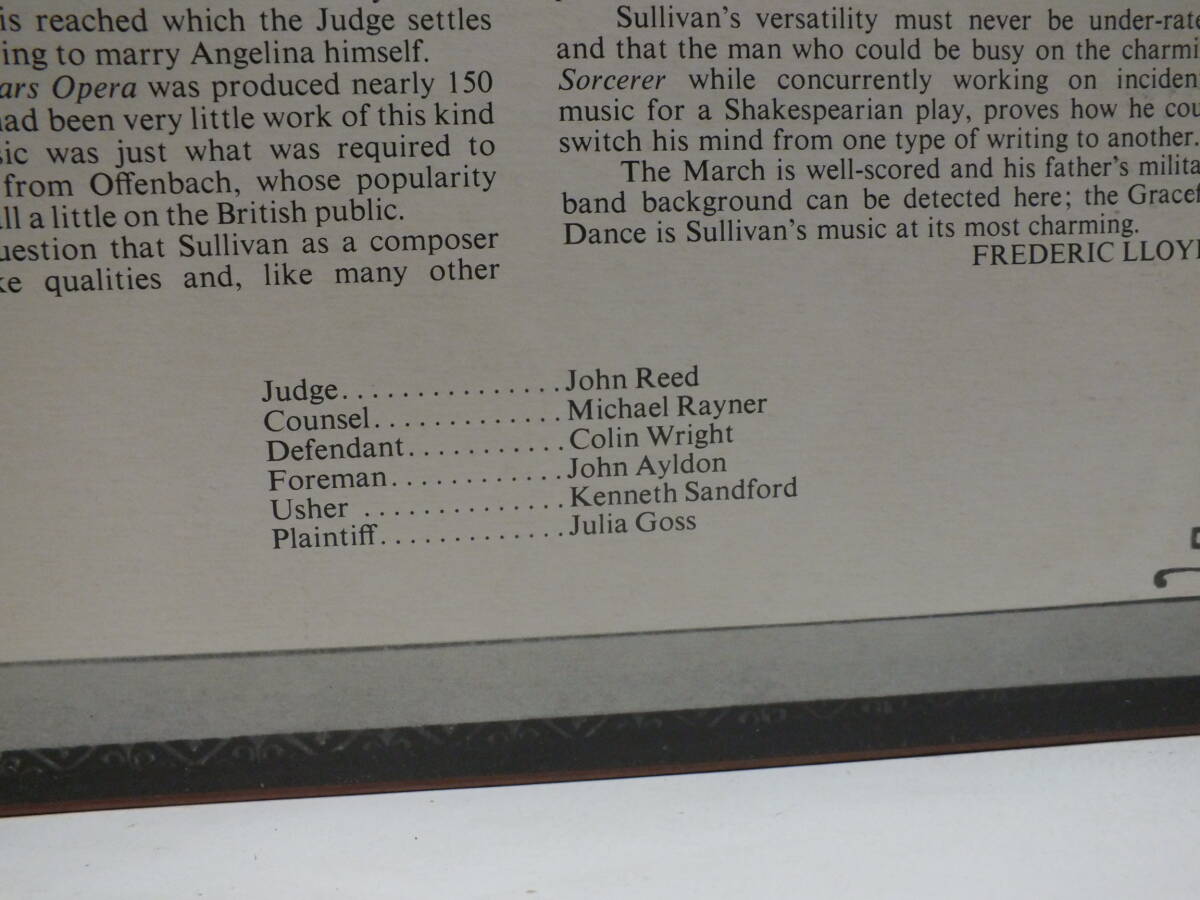 is reached which the Judge settles
ing to marry Angelina himself.
ars Opera was produced nearly 150
had been very little work of this kind
sic was just what was required to
from Offenbach, whose popularity
ll a little on the British public.
uestion that Sullivan as a composer
ke qualities and, like many other
Sullivan's versatility must never be under-rate
and that the man who could be busy on the charmi
Sorcerer while concurrently working on inciden
music for a Shakespearian play, proves how he cou
switch his mind from one type of writing to another.
The March is well-scored and his father's milita
band background can be detected here; the Gracef
Dance is Sullivan's music at its most charming.
FREDERIC LLOY
Judge...............John Reed
Counsel.............Michael Rayner
Defendant...........Colin Wright
Foreman............John Ayldon
Usher ..............Kenneth Sandford
Plaintiff.............Julia Goss